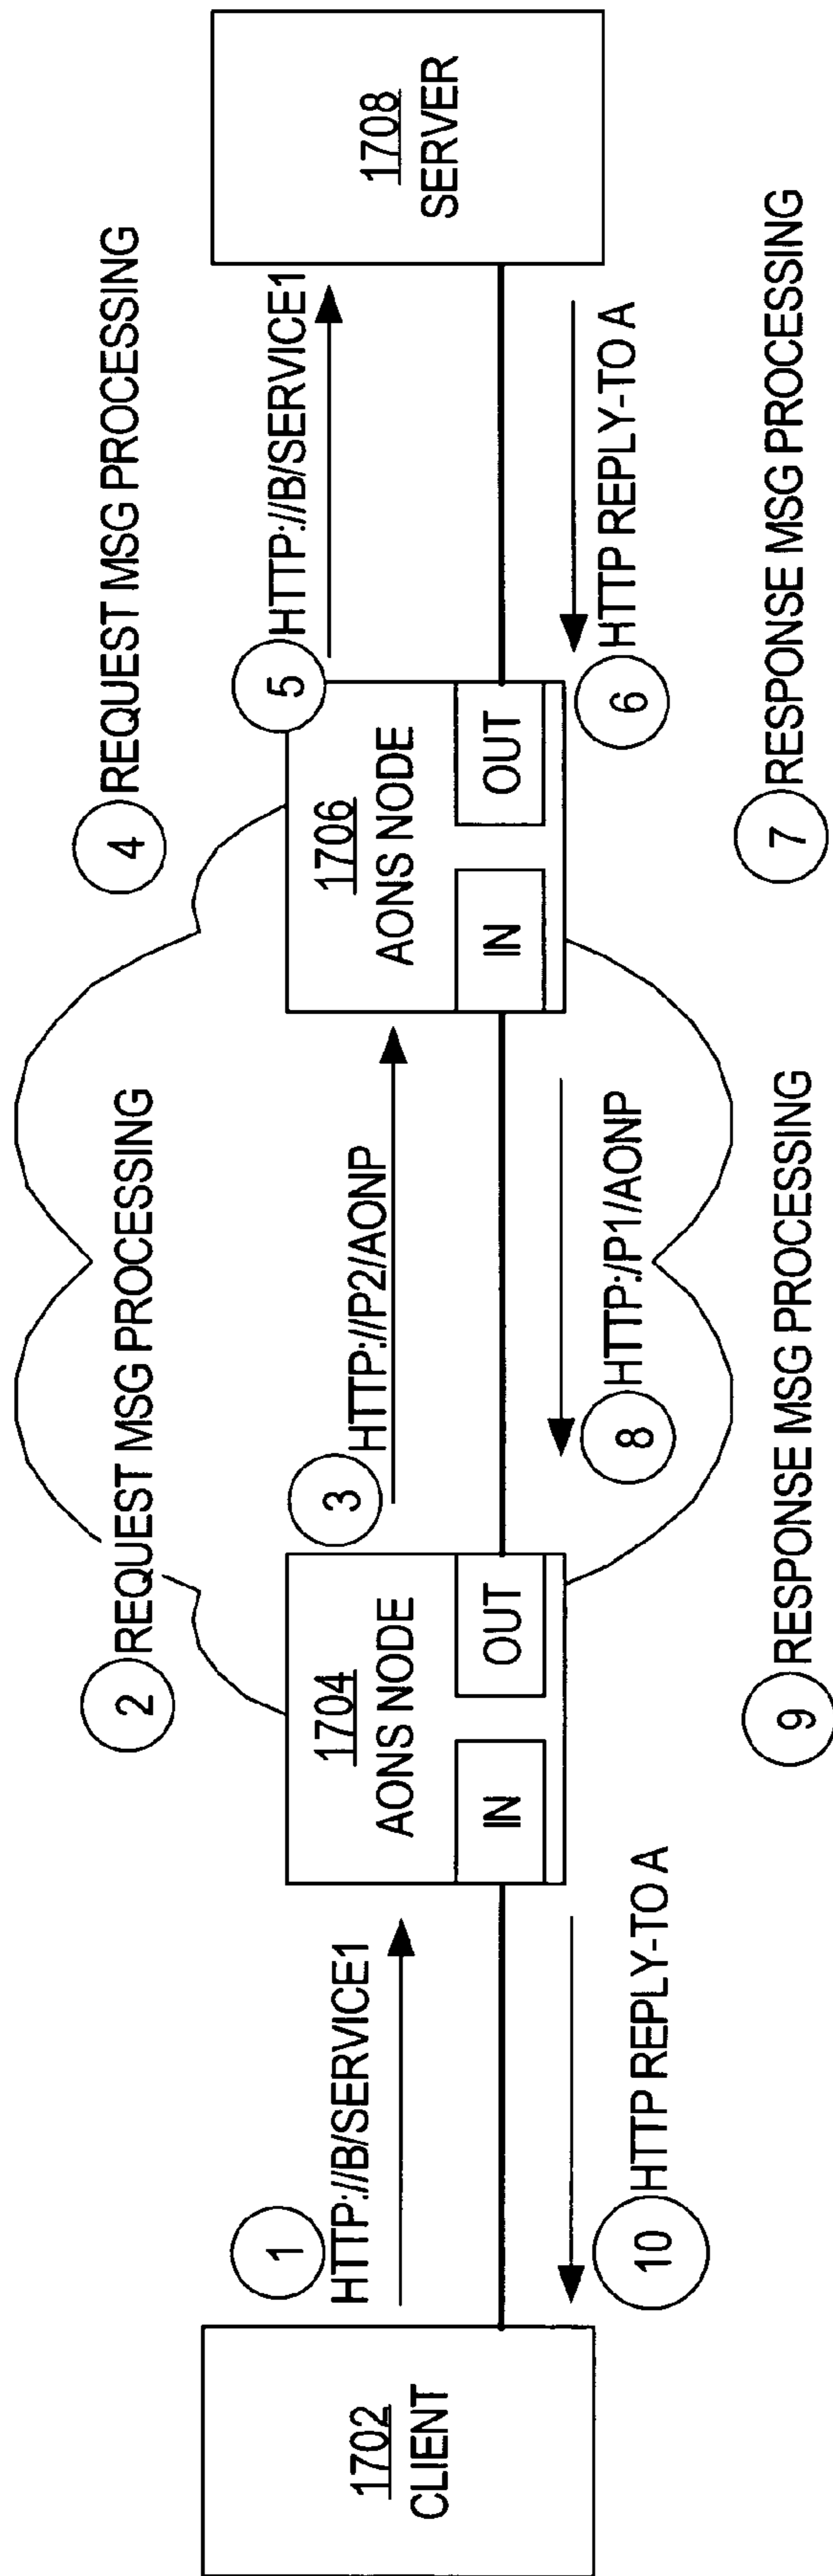 1702
CLIENT
1
HTTP://B/SERVICE1
10
HTTP REPLY-TO A
1704
AONS NODE
IN
OUT
2
REQUEST MSG PROCESSING
9
RESPONSE MSG PROCESSING
3
HTTP://P2/AONP
8
HTTP:/P1/AONP
1706
AONS NODE
IN
OUT
4
REQUEST MSG PROCESSING
7
RESPONSE MSG PROCESSING
5
HTTP://B/SERVICE1
6
HTTP REPLY-TO A
1708
SERVER